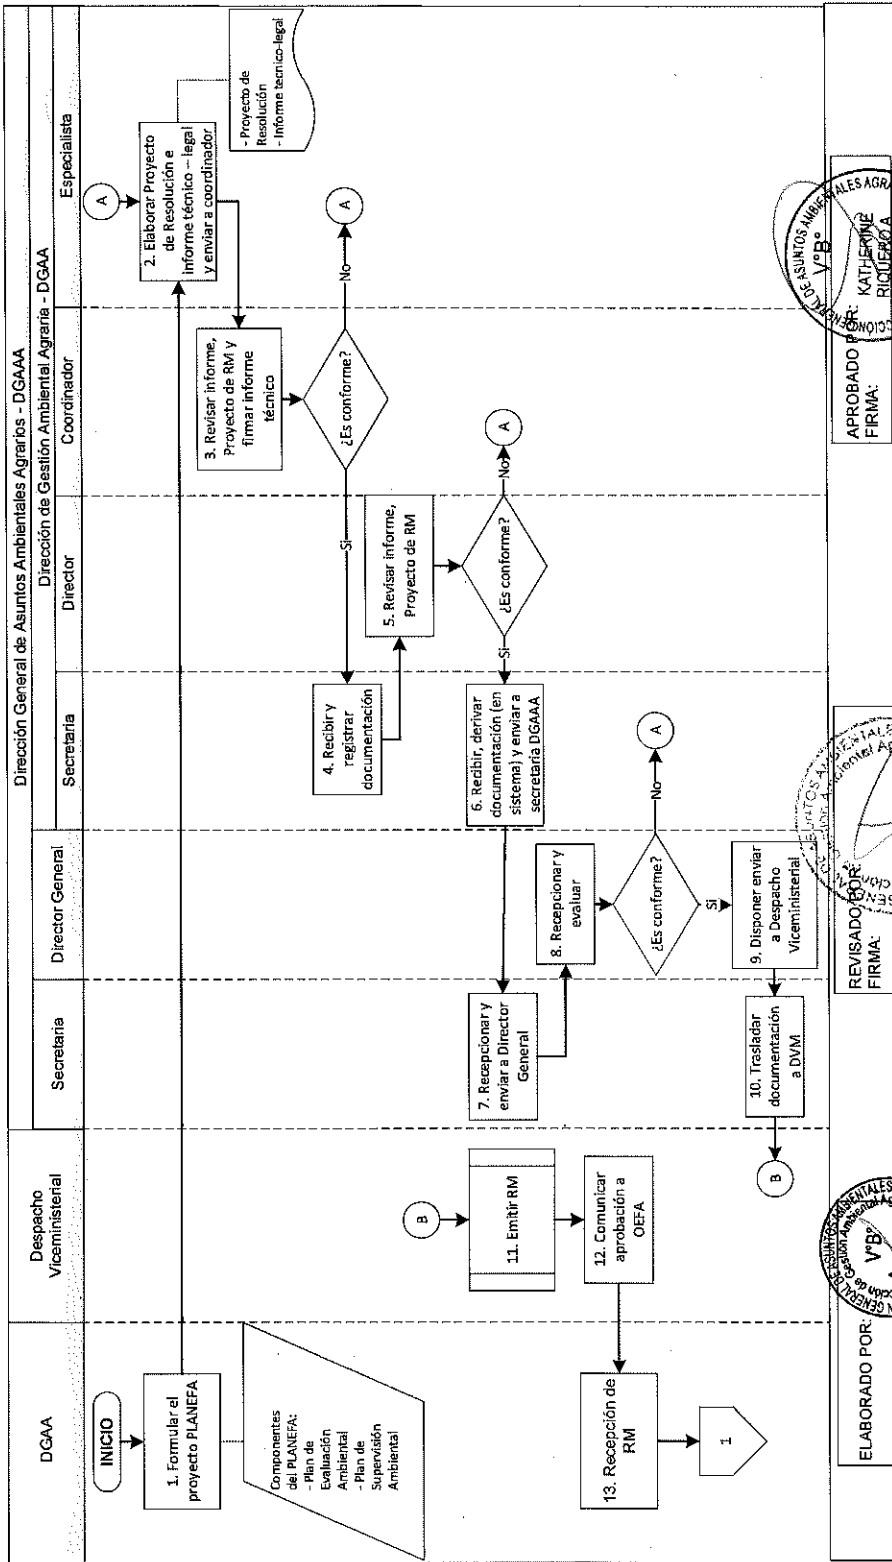 Dirección General de Asuntos Ambientales Agrarios - DGAAA
Dirección de Gestión Ambiental Agraria - DGAA
DGAA
Despacho
Viceministerial
Secretaria
Director General
Secretaria
Director
Coordinador
Especialista
INICIO
1. Formular el
proyecto PLANEFA
Componentes
del PLANEFA:
- Plan de
Evaluación
Ambiental
- Plan de
Supervisión
Ambiental
A
2. Elaborar Proyecto
de Resolución e
informe técnico – legal
y enviar a coordinador
- Proyecto de
Resolución
- Informe tecnico-legal
3. Revisar informe,
Proyecto de RM y
firmar informe
técnico
¿Es conforme?
No
A
Si
4. Recibir y
registrar
documentación
5. Revisar informe,
Proyecto de RM
¿Es conforme?
No
A
Si
6. Recibir, derivar
documentación (en
sistema) y enviar a
secretaria DGAAA
7. Recepcionar y
enviar a Director
General
8. Recepcionar y
evaluar
¿Es conforme?
No
A
Si
9. Disponer enviar
a Despacho
Viceministerial
10. Trasladar
documentación
a DVM
B
B
11. Emitir RM
12. Comunicar
aprobación a
OEFA
13. Recepción de
RM
1
ELABORADO POR:
V°B°
REVISADO POR:
FIRMA:
APROBADO POR: KATHERINE
RIQUERO A
FIRMA:
V°B°